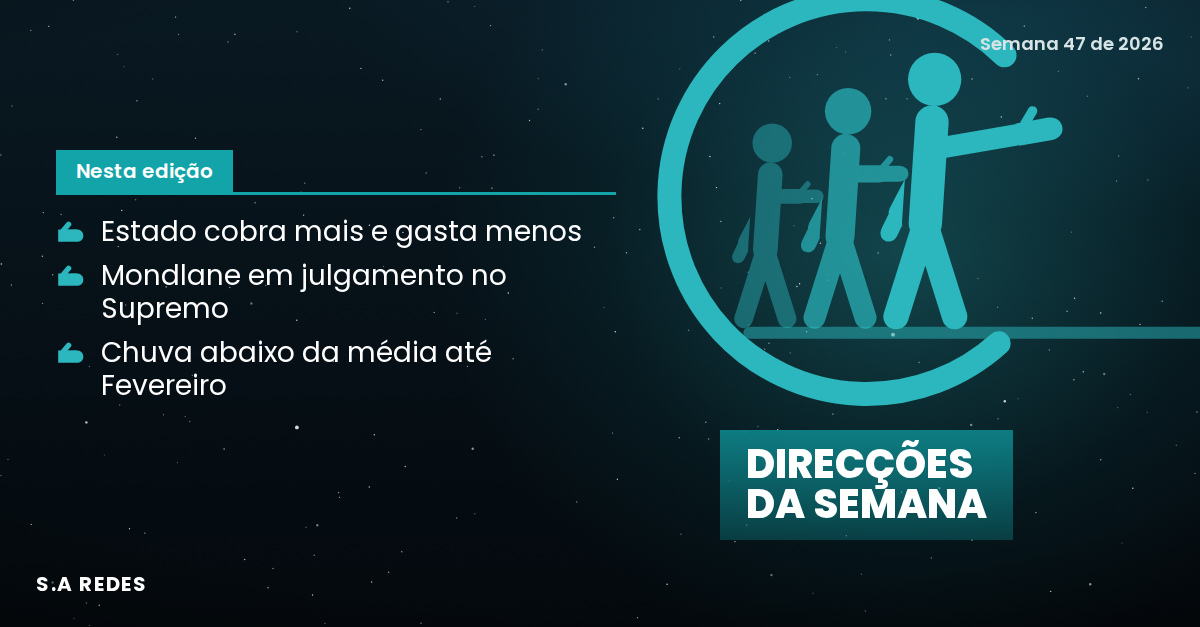 Semana 47 de 2026
Nesta edição
Estado cobra mais e gasta menos
Mondlane em julgamento no
Supremo
Chuva abaixo da média até
Fevereiro
DIRECÇÕES
DA SEMANA
S.A REDES